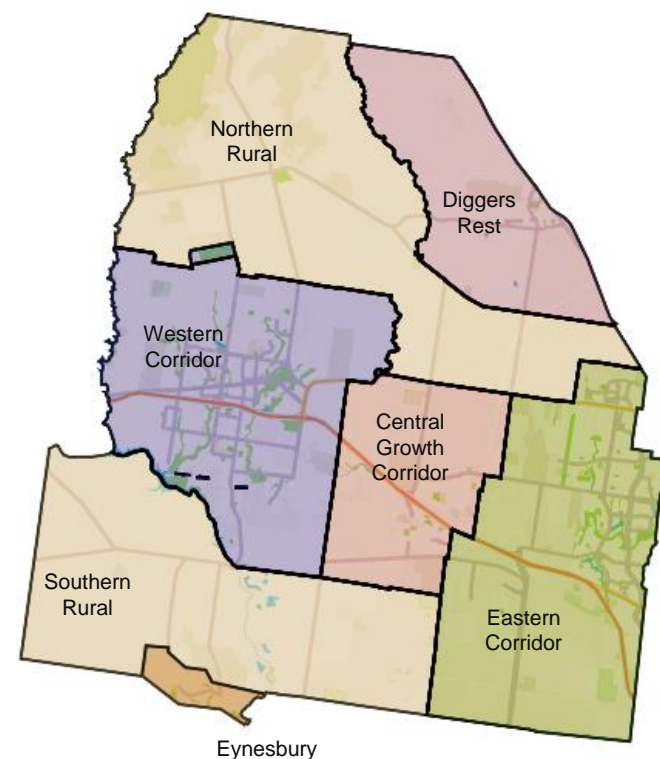 Northern
Rural
Diggers
Rest
Western
Corridor
Central
Growth
Corridor
Southern
Rural
Eastern
Corridor
Eynesbury